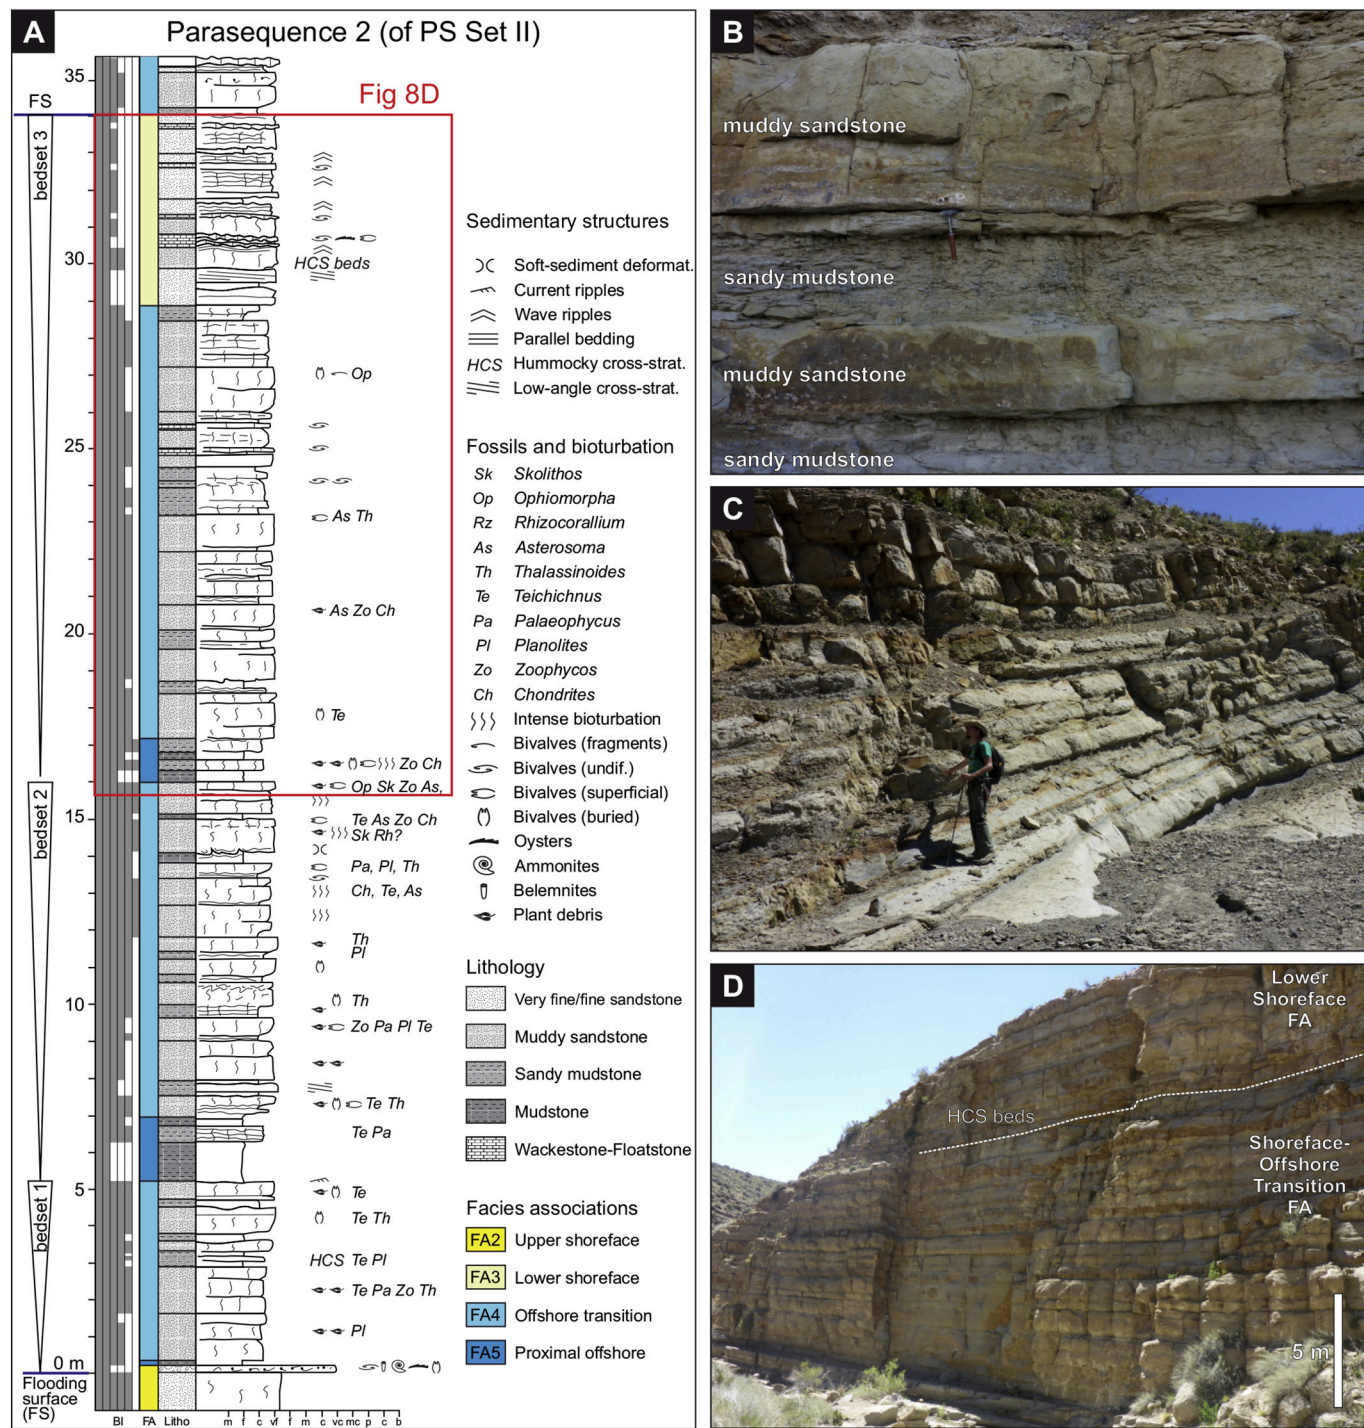 A
Parasequence 2 (of PS Set II)
35
FS
Fig 8D
bedset 3
30
HCS beds
Op
25
As Th
As Zo Ch
20
Te
Zo Ch
Op Sk Zo As,
bedset 2
15
Te As Zo Ch
Sk Rh?
Pa, Pl, Th
Ch, Te, As
Th
Pl
10
Th
Zo Pa Pl Te
Te Th
Te Pa
5
bedset 1
Te
Te Th
HCS Te Pl
Te Pa Zo Th
Pl
0 m
Flooding
surface
(FS)
BI FA Litho m f c vf f m c vc mc p c b
Sedimentary structures
Soft-sediment deformat.
Current ripples
Wave ripples
Parallel bedding
HCS Hummocky cross-strat.
Low-angle cross-strat.
Fossils and bioturbation
Sk Skolithos
Op Ophiomorpha
Rz Rhizocorallium
As Asterosoma
Th Thalassinoides
Te Teichichnus
Pa Palaeophycus
Pl Planolites
Zo Zoophycos
Ch Chondrites
Intense bioturbation
Bivalves (fragments)
Bivalves (undif.)
Bivalves (superficial)
Bivalves (buried)
Oysters
Ammonites
Belemnites
Plant debris
Lithology
Very fine/fine sandstone
Muddy sandstone
Sandy mudstone
Mudstone
Wackestone-Floatstone
Facies associations
FA2 Upper shoreface
FA3 Lower shoreface
FA4 Offshore transition
FA5 Proximal offshore
B
muddy sandstone
sandy mudstone
muddy sandstone
sandy mudstone
C
D
Lower
Shoreface
FA
HCS beds
Shoreface-
Offshore
Transition
FA
5 m